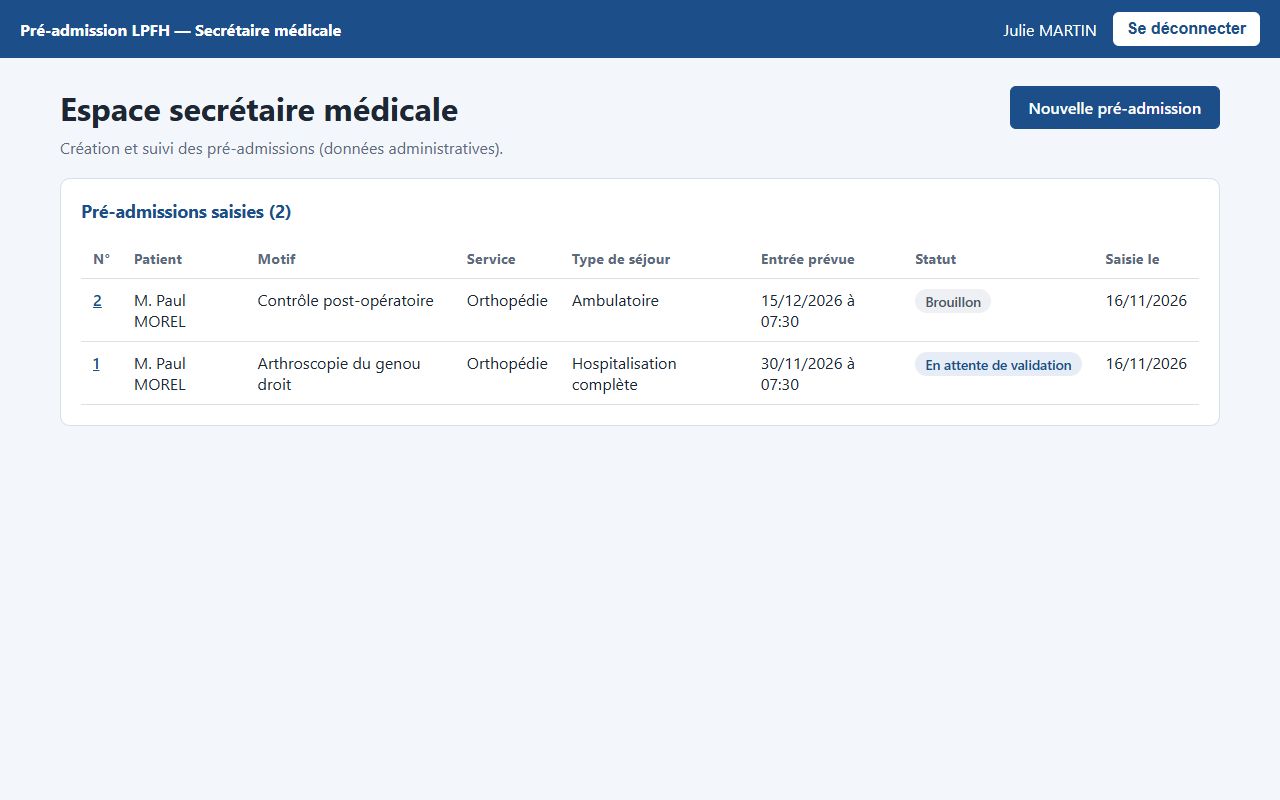 Pré-admission LPFH — Secrétaire médicale
Julie MARTIN
Se déconnecter
Espace secrétaire médicale
Nouvelle pré-admission
Création et suivi des pré-admissions (données administratives).
Pré-admissions saisies (2)
N° Patient Motif Service Type de séjour Entrée prévue Statut Saisie le
2 M. Paul Contrôle post-opératoire Orthopédie Ambulatoire 15/12/2026 à Brouillon 16/11/2026
MOREL 07:30
1 M. Paul Arthroscopie du genou Orthopédie Hospitalisation 30/11/2026 à En attente de validation 16/11/2026
MOREL droit complète 07:30